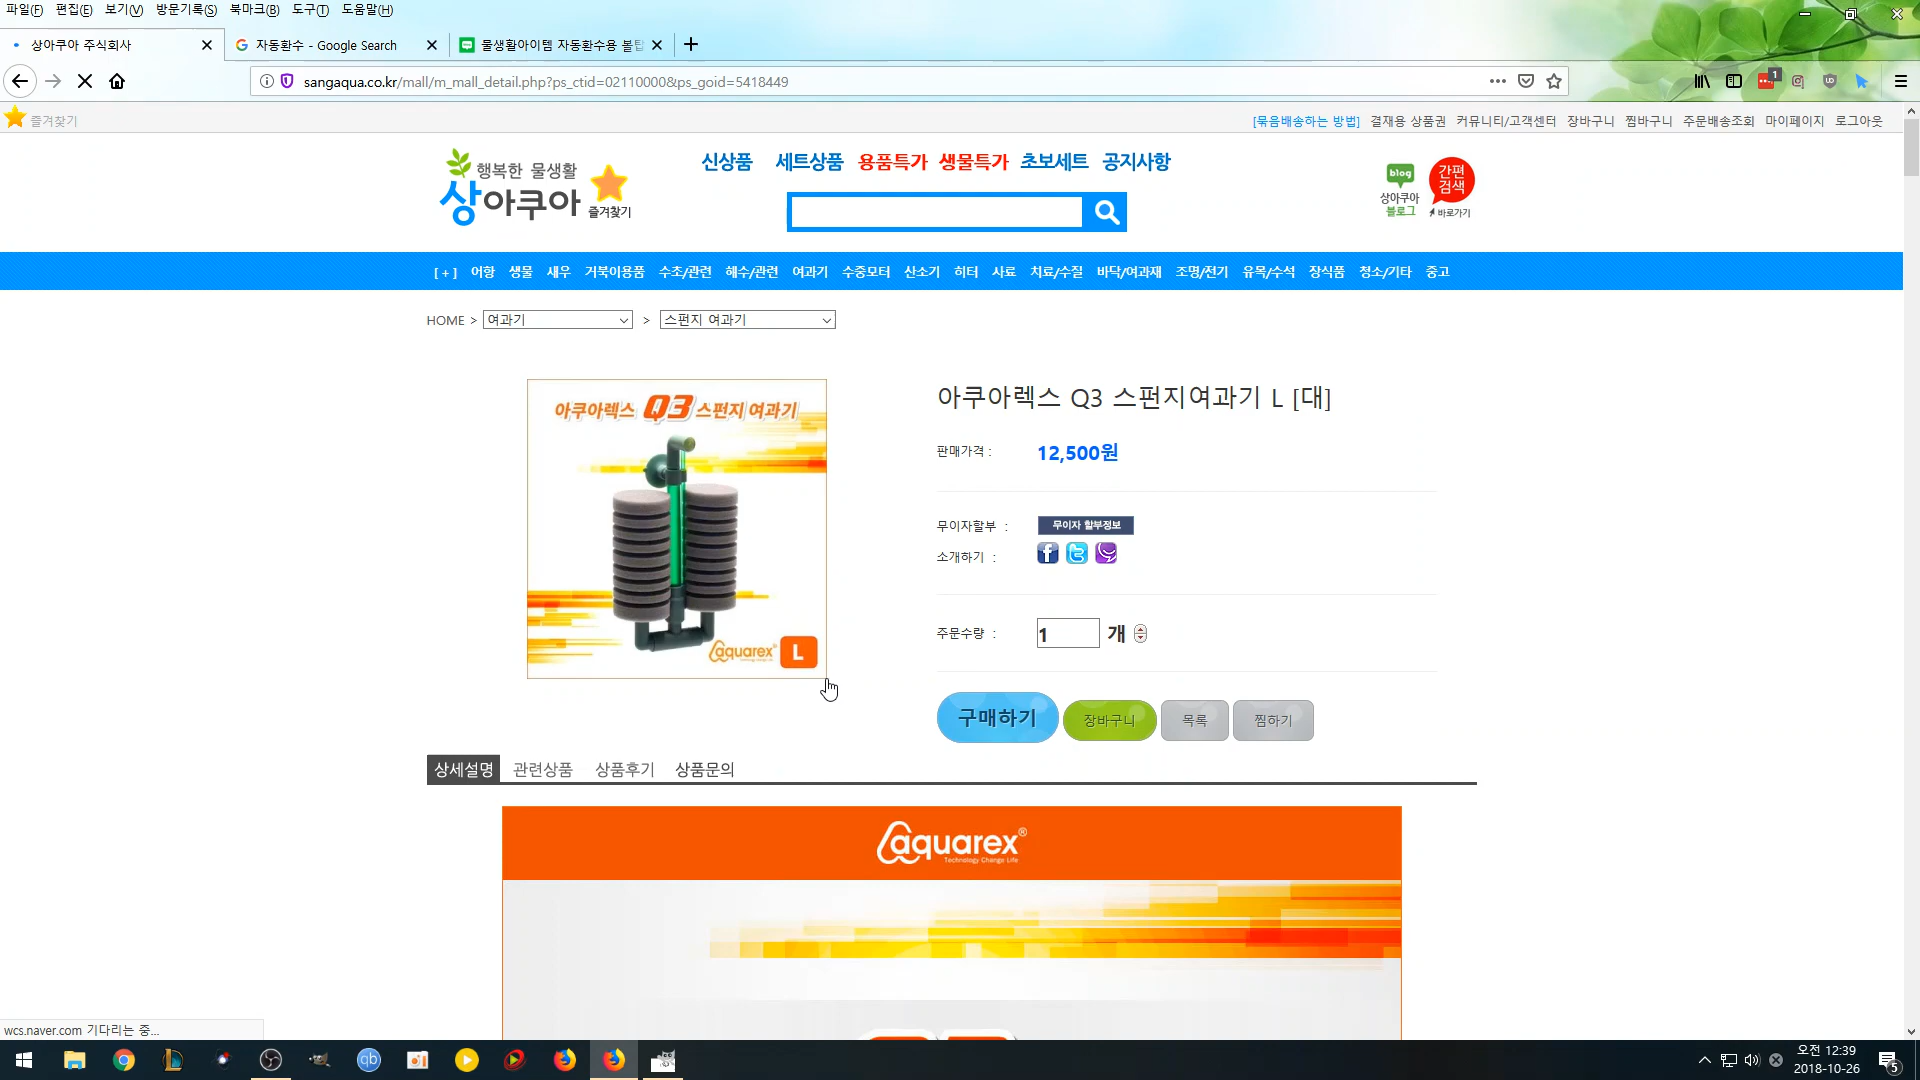 파일(F) 편집(E) 보기(V) 방문기록(S) 북마크(B) 도구(T) 도움말(H)
상아쿠아 주식회사
자동환수 - Google Search
물생활아이템 자동환수용 볼탑
sangaqua.co.kr/mall/m_mall_detail.php?ps_ctid=02110000&ps_goid=5418449
1
즐겨찾기
[묶음배송하는 방법] 결재용 상품권 커뮤니티/고객센터 장바구니 찜바구니 주문배송조회 마이페이지 로그아웃
행복한 물생활
상아쿠아
즐겨찾기
신상품 세트상품 용품특가 생물특가 초보세트 공지사항
blog
상아쿠아
블로그
간편
검색
바로가기
[ + ] 어항 생물 새우 거북이용품 수초/관련 해수/관련 여과기 수중모터 산소기 히터 사료 치료/수질 바닥/여과재 조명/전기 유목/수석 장식품 청소/기타 중고
HOME > 여과기 > 스펀지 여과기
아쿠아렉스 Q3 스펀지 여과기
aquarex
L
아쿠아렉스 Q3 스펀지여과기 L [대]
판매가격 : 12,500원
무이자할부 : 무이자 할부정보
소개하기 :
주문수량 : 1 개
구매하기 장바구니 목록 찜하기
상세설명 관련상품 상품후기 상품문의
aquarex®
Technology Change Life
wcs.naver.com 기다리는 중...
오전 12:39
2018-10-26
5